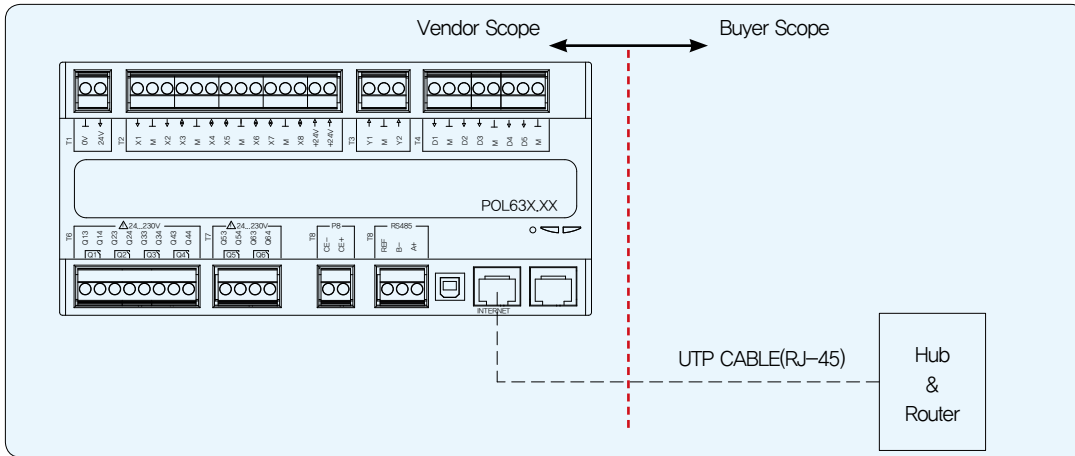 Vendor Scope
Buyer Scope
T1 0V 24V
T2 X1 M X2 X3 M X4 X5 M X6 X7 M X8 +24V +24V
T3 Y1 M Y2
T4 D1 M D2 D3 M D4 D5 M
POL63X.XX
T6 24...230V
Q13 Q14 Q23 Q24 Q33 Q34 Q43 Q44
Q1 Q2 Q3 Q4
T7 24...230V
Q53 Q54 Q63 Q64
Q5 Q6
T8 P8
CE- CE+
T8 RS485
REF B- A+
INTERNET
UTP CABLE(RJ-45)
Hub
&
Router